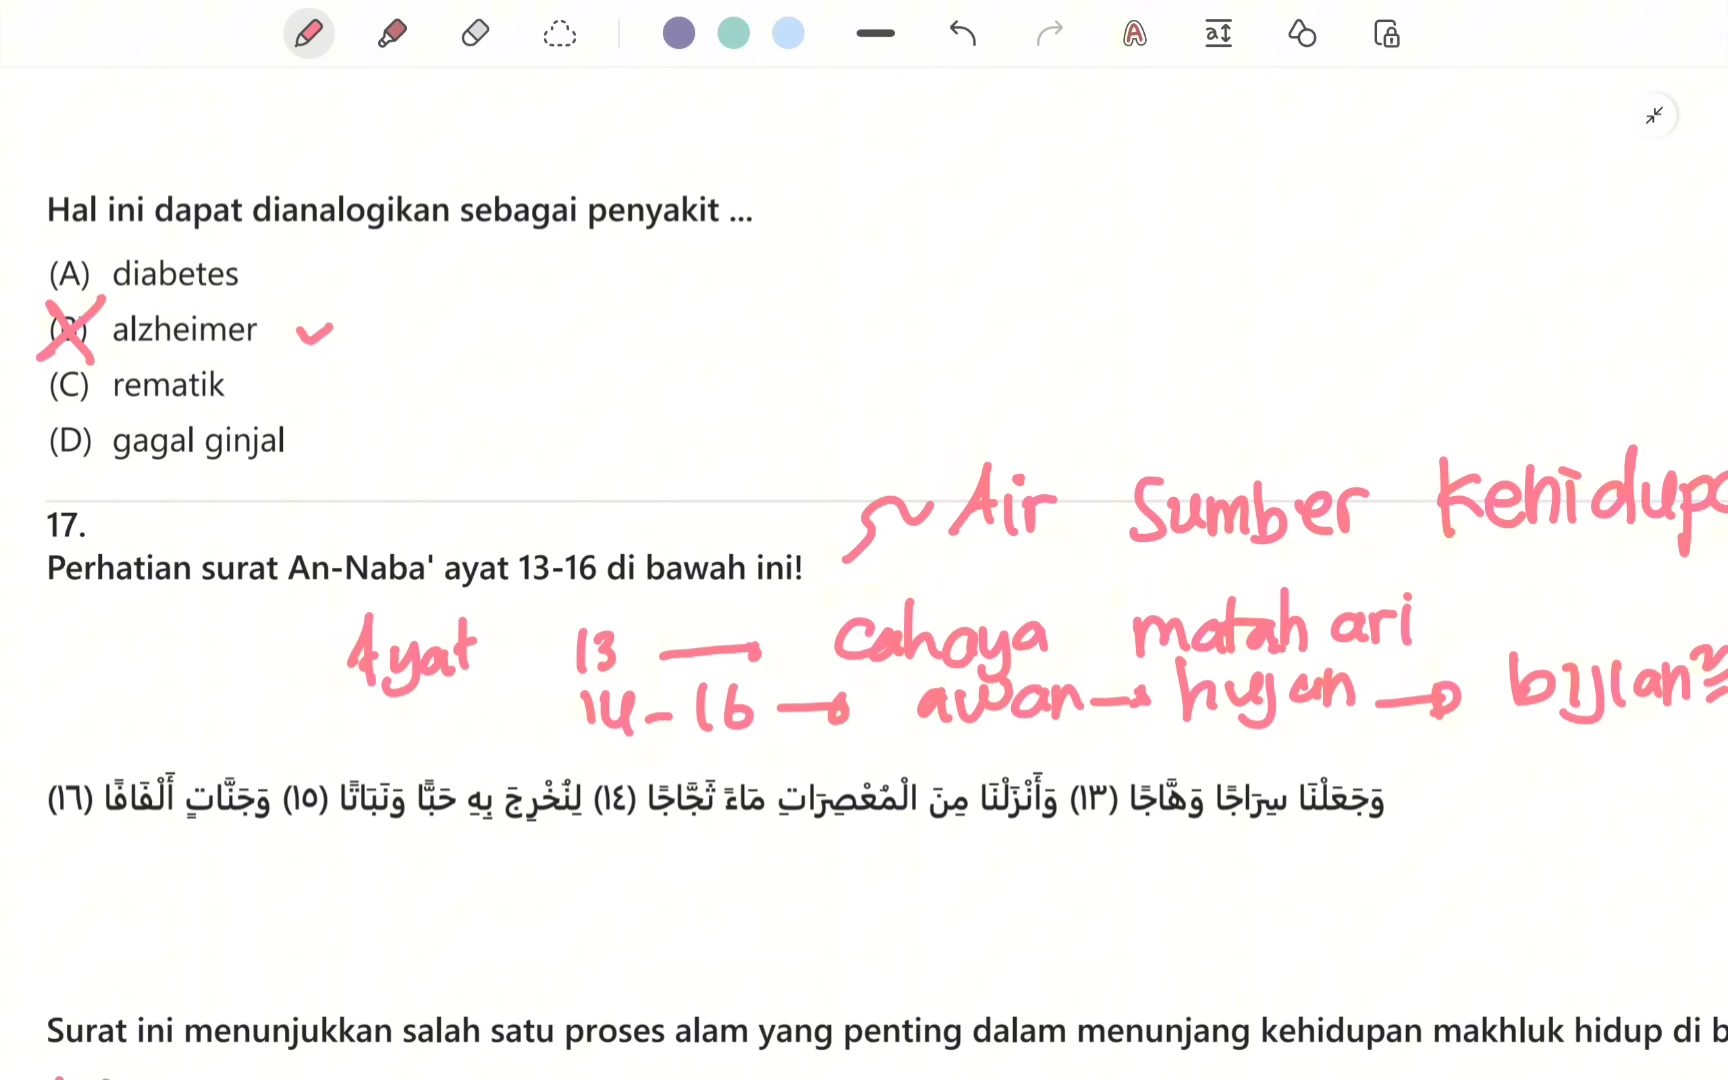 Hal ini dapat dianalogikan sebagai penyakit ...
(A) diabetes
alzheimer
(C) rematik
(D) gagal ginjal
Air Sumber
17.
Perhatian surat An-Naba' ayat 13-16 di bawah ini!
Ayat 13 → cahaya matahari
14-16 → awan → hujan →
وَجَعَلْنَا سِرَاجًا وَهَّاجًا (١٣) وَأَنْزَلْنَا مِنَ الْمُعْصِرَاتِ مَاءً ثَجَّاجًا (١٤) لِنُخْرِجَ بِهِ حَبًّا وَنَبَاتًا (١٥) وَجَنَّاتٍ أَلْفَافًا (١٦)
Surat ini menunjukkan salah satu proses alam yang penting dalam menunjang kehidupan makhluk hidup di